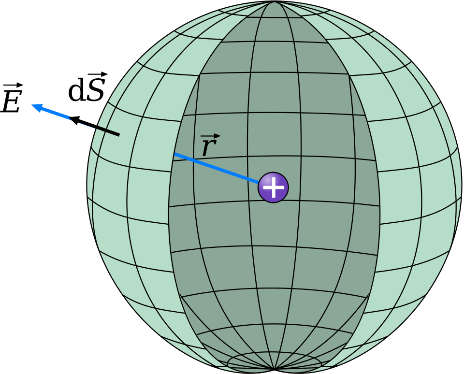 dS⃗
E⃗
r⃗
+